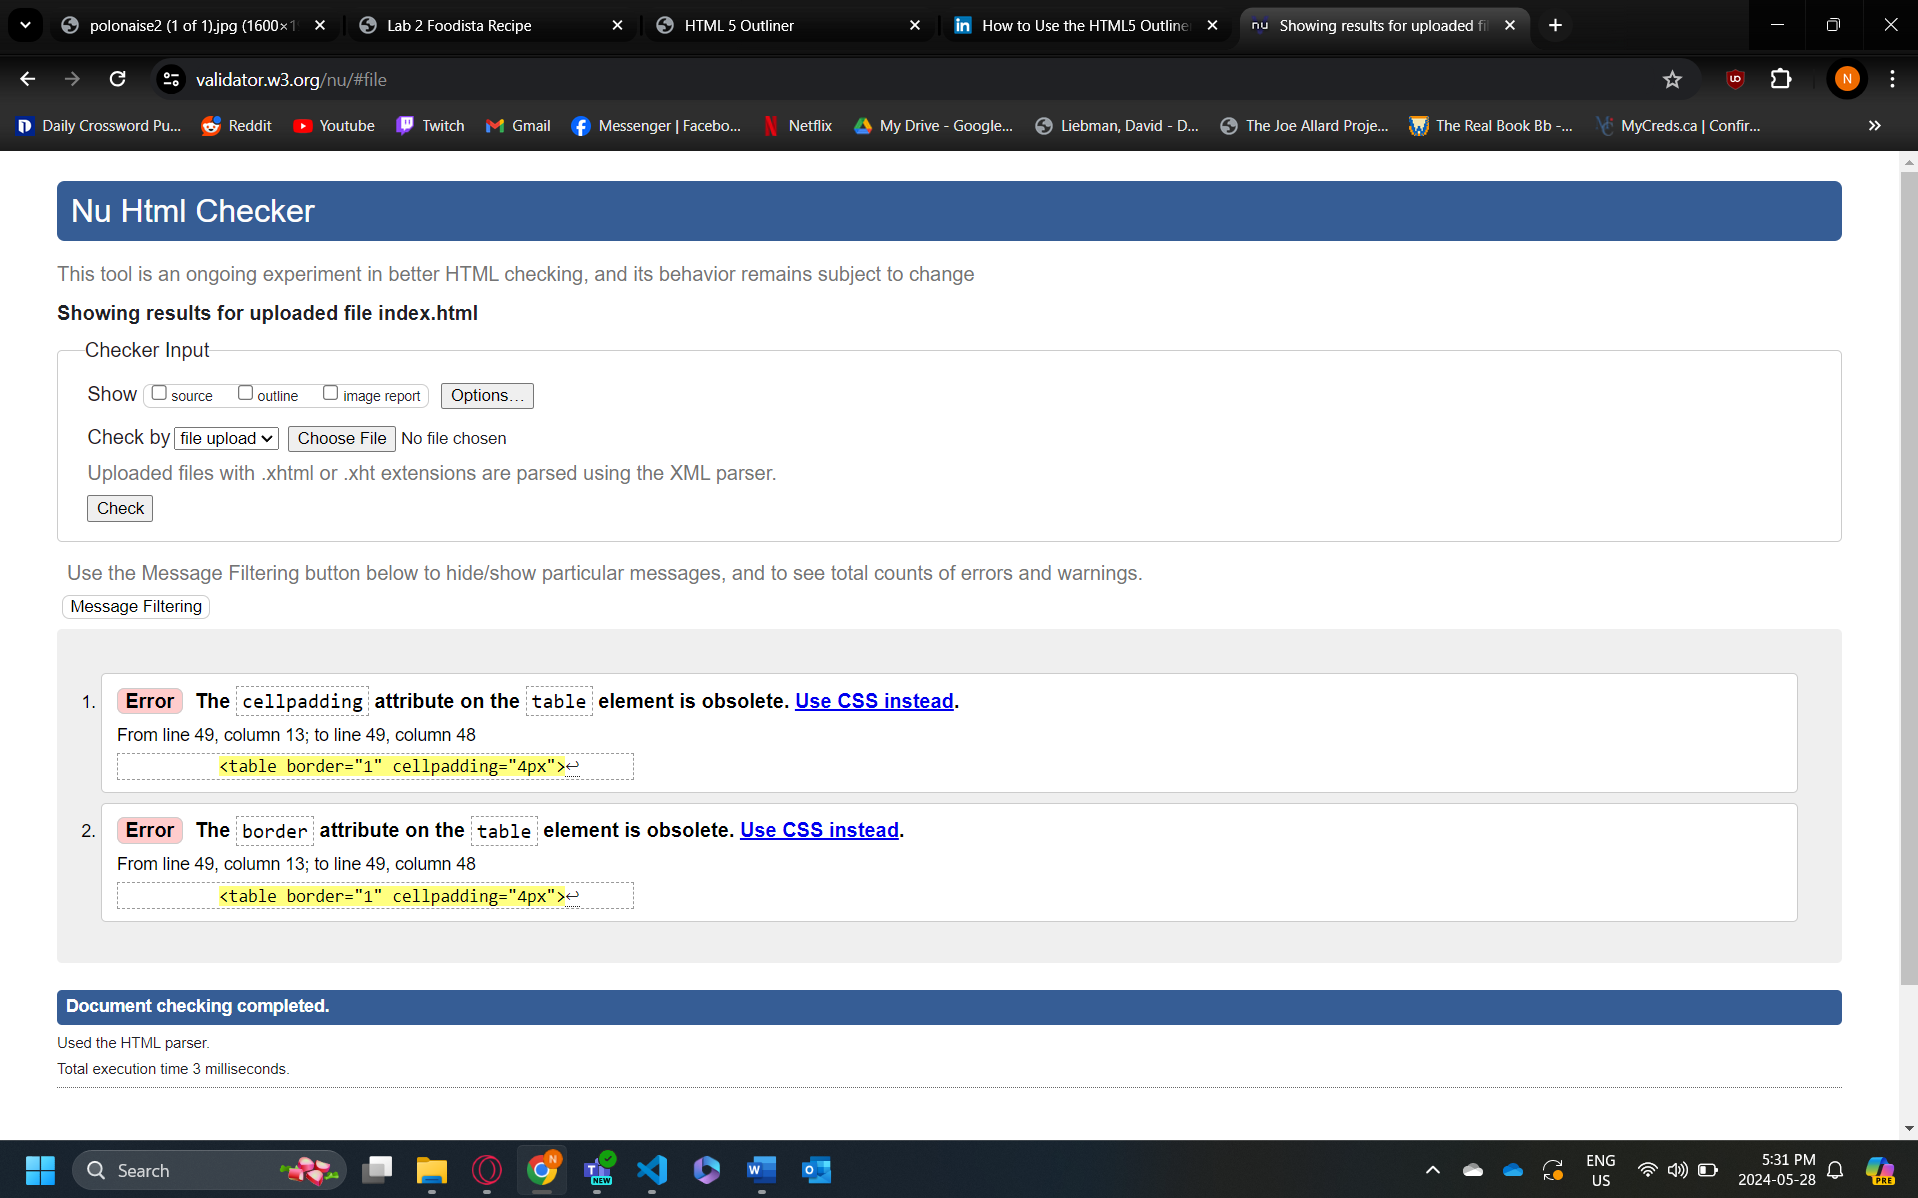 polonaise2 (1 of 1).jpg (1600×1
Lab 2 Foodista Recipe
HTML 5 Outliner
How to Use the HTML5 Outline
Showing results for uploaded fi
validator.w3.org/nu/#file
N
Daily Crossword Pu...
Reddit
Youtube
Twitch
Gmail
Messenger | Facebo...
Netflix
My Drive - Google...
Liebman, David - D...
The Joe Allard Proje...
The Real Book Bb -...
MyCreds.ca | Confir...
Nu Html Checker
This tool is an ongoing experiment in better HTML checking, and its behavior remains subject to change
Showing results for uploaded file index.html
Checker Input
Show source outline image report Options...
Check by file upload Choose File No file chosen
Uploaded files with .xhtml or .xht extensions are parsed using the XML parser.
Check
Use the Message Filtering button below to hide/show particular messages, and to see total counts of errors and warnings.
Message Filtering
1. Error The cellpadding attribute on the table element is obsolete. Use CSS instead.
From line 49, column 13; to line 49, column 48
<table border="1" cellpadding="4px">↩
2. Error The border attribute on the table element is obsolete. Use CSS instead.
From line 49, column 13; to line 49, column 48
<table border="1" cellpadding="4px">↩
Document checking completed.
Used the HTML parser.
Total execution time 3 milliseconds.
Search
NEW
ENG
US
5:31 PM
2024-05-28
PRE